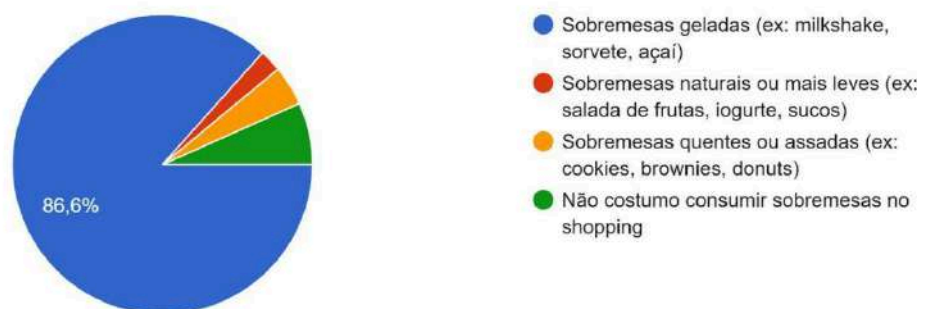 86,6%
Sobremesas geladas (ex: milkshake,
sorvete, açaí)
Sobremesas naturais ou mais leves (ex:
salada de frutas, iogurte, sucos)
Sobremesas quentes ou assadas (ex:
cookies, brownies, donuts)
Não costumo consumir sobremesas no
shopping